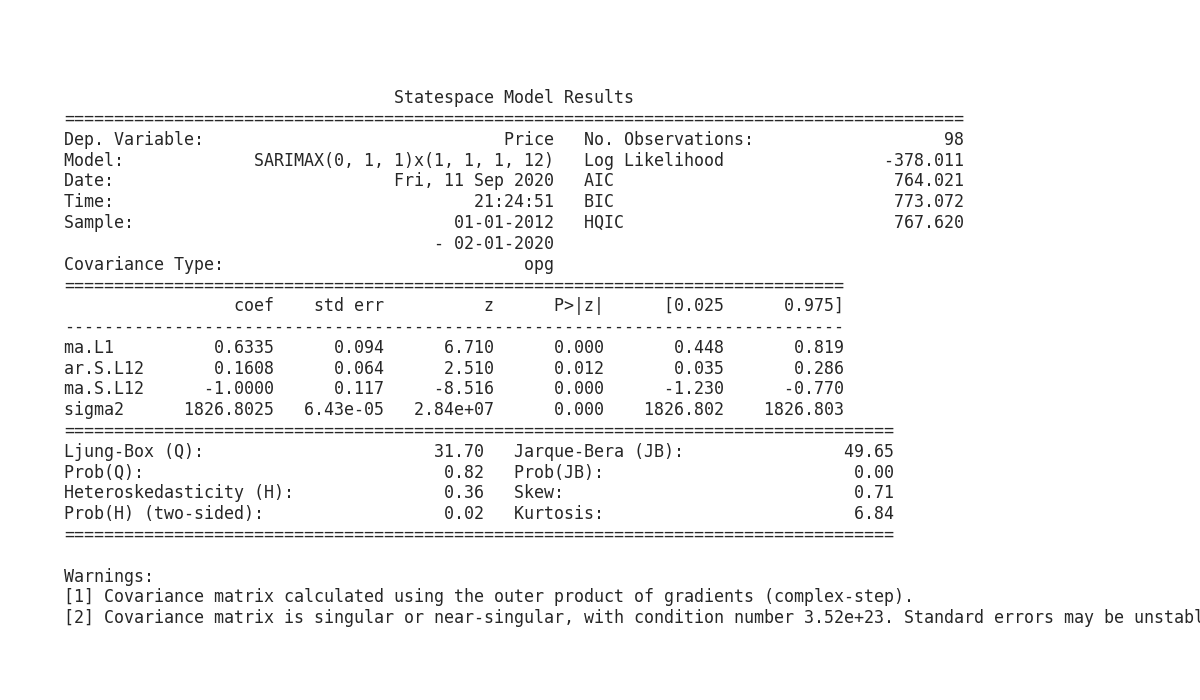 Statespace Model Results
==========================================================================================
Dep. Variable:                              Price   No. Observations:                   98
Model:             SARIMAX(0, 1, 1)x(1, 1, 1, 12)   Log Likelihood                -378.011
Date:                            Fri, 11 Sep 2020   AIC                            764.021
Time:                                    21:24:51   BIC                            773.072
Sample:                                01-01-2012   HQIC                           767.620
                                     - 02-01-2020
Covariance Type:                              opg
==============================================================================
                 coef    std err          z      P>|z|      [0.025      0.975]
------------------------------------------------------------------------------
ma.L1          0.6335      0.094      6.710      0.000       0.448       0.819
ar.S.L12       0.1608      0.064      2.510      0.012       0.035       0.286
ma.S.L12      -1.0000      0.117     -8.516      0.000      -1.230      -0.770
sigma2      1826.8025   6.43e-05   2.84e+07      0.000    1826.802    1826.803
===================================================================================
Ljung-Box (Q):                       31.70   Jarque-Bera (JB):                49.65
Prob(Q):                              0.82   Prob(JB):                         0.00
Heteroskedasticity (H):               0.36   Skew:                             0.71
Prob(H) (two-sided):                  0.02   Kurtosis:                         6.84
===================================================================================
Warnings:
[1] Covariance matrix calculated using the outer product of gradients (complex-step).
[2] Covariance matrix is singular or near-singular, with condition number 3.52e+23. Standard errors may be unstabl